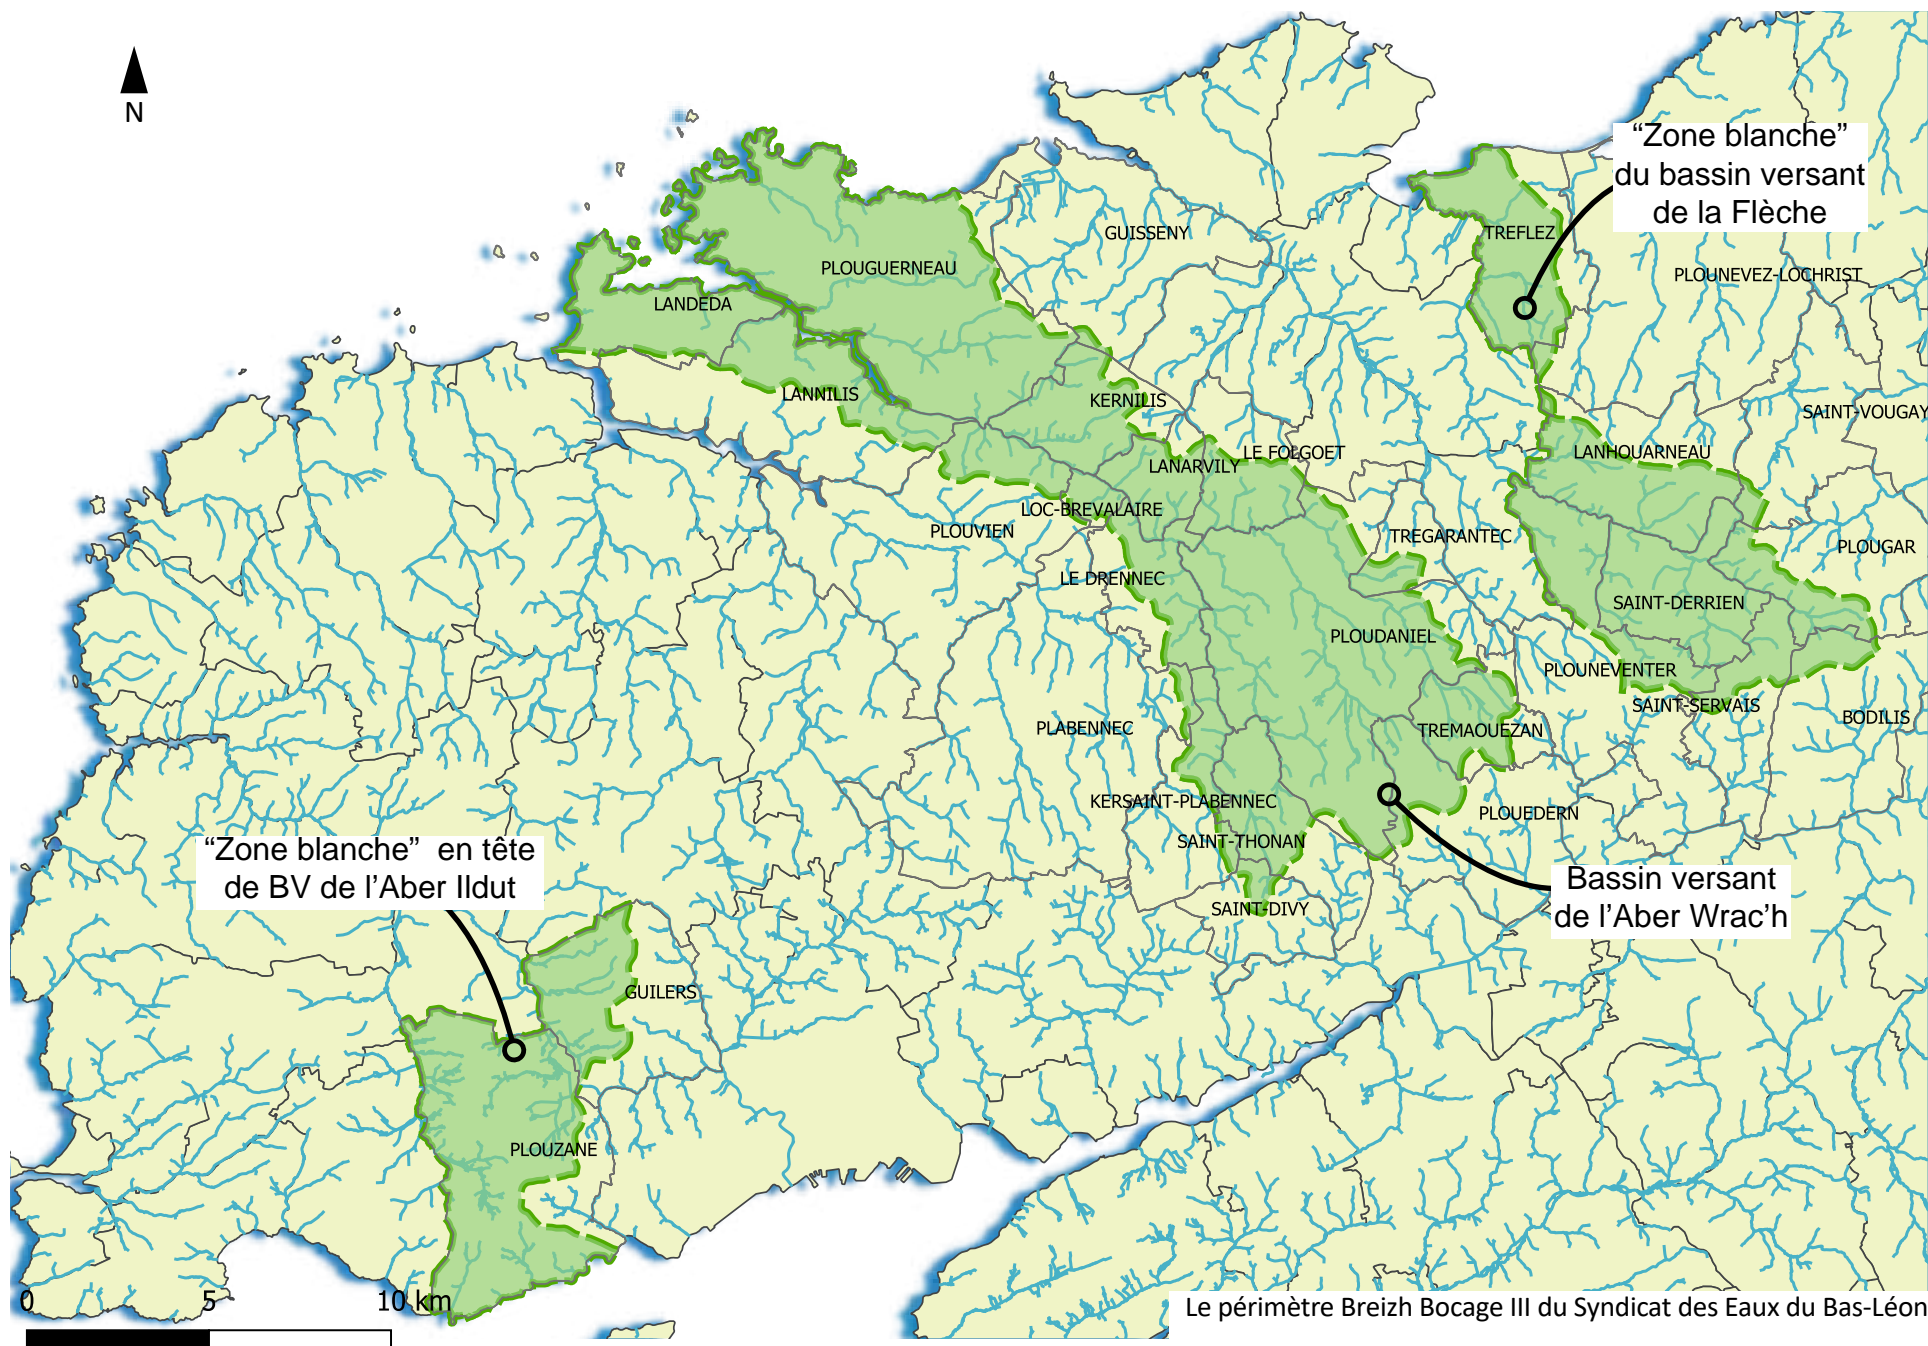 N
“Zone blanche”
du bassin versant
de la Flèche
TREFLEZ
GUISSENY
PLOUGUERNEAU
PLOUNEVEZ-LOCHRIST
LANDEDA
LANNILIS
KERNILIS
SAINT-VOUGAY
LE FOLGOET
LANHOUARNEAU
LANARVILY
LOC-BREVALAIRE
PLOUVIEN
TREGARANTEC
PLOUGAR
LE DRENNEC
SAINT-DERRIEN
PLOUDANIEL
PLOUNEVENTER
SAINT-SERVAIS
BODILIS
PLABENNEC
TREMAOUEZAN
KERSAINT-PLABENNEC
PLOUEDERN
SAINT-THONAN
“Zone blanche” en tête
de BV de l’Aber Ildut
Bassin versant
de l’Aber Wrac’h
SAINT-DIVY
GUILERS
PLOUZANE
0 5 10 km
Le périmètre Breizh Bocage III du Syndicat des Eaux du Bas-Léon